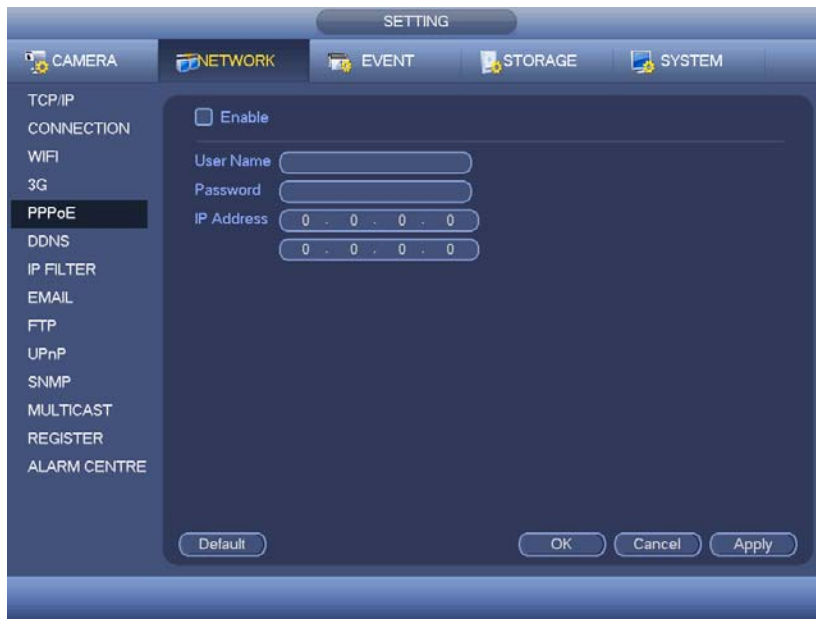 SETTING
CAMERA NETWORK EVENT STORAGE SYSTEM
TCP/IP
CONNECTION
WIFI
3G
PPPoE
DDNS
IP FILTER
EMAIL
FTP
UPnP
SNMP
MULTICAST
REGISTER
ALARM CENTRE
Enable
User Name
Password
IP Address 0 . 0 . 0 . 0
0 . 0 . 0 . 0
Default OK Cancel Apply